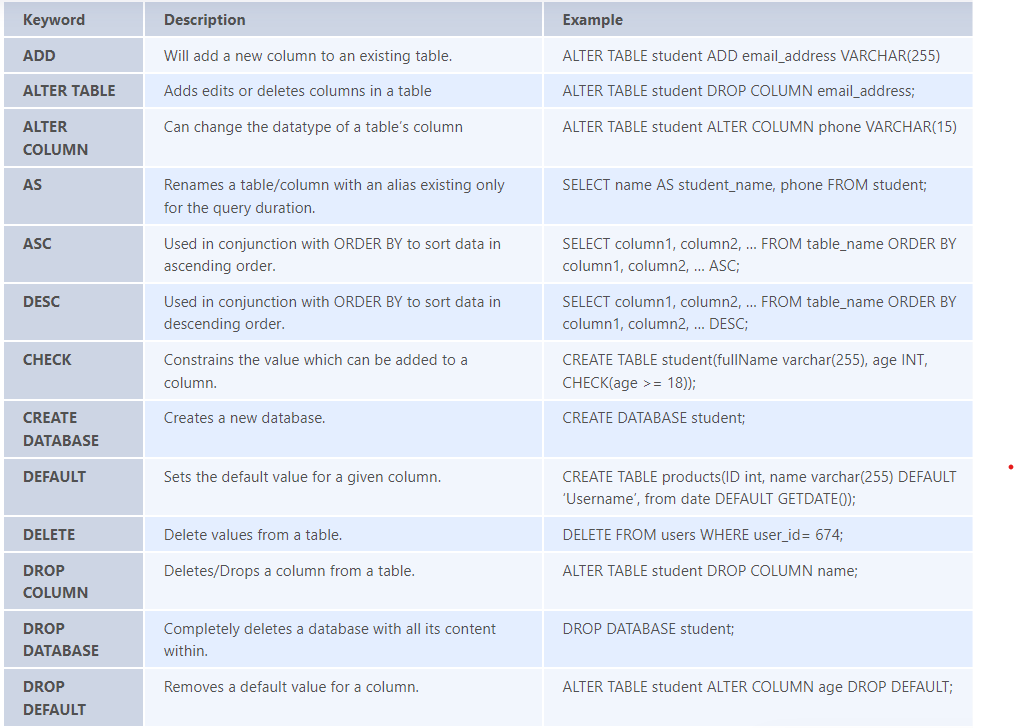 Keyword Description Example
ADD Will add a new column to an existing table. ALTER TABLE student ADD email_address VARCHAR(255)
ALTER TABLE Adds edits or deletes columns in a table ALTER TABLE student DROP COLUMN email_address;
ALTER Can change the datatype of a table’s column ALTER TABLE student ALTER COLUMN phone VARCHAR(15)
COLUMN
AS Renames a table/column with an alias existing only SELECT name AS student_name, phone FROM student;
for the query duration.
ASC Used in conjunction with ORDER BY to sort data in SELECT column1, column2, … FROM table_name ORDER BY
ascending order. column1, column2, … ASC;
DESC Used in conjunction with ORDER BY to sort data in SELECT column1, column2, … FROM table_name ORDER BY
descending order. column1, column2, … DESC;
CHECK Constrains the value which can be added to a CREATE TABLE student(fullName varchar(255), age INT,
column. CHECK(age >= 18));
CREATE Creates a new database. CREATE DATABASE student;
DATABASE
DEFAULT Sets the default value for a given column. CREATE TABLE products(ID int, name varchar(255) DEFAULT
‘Username’, from date DEFAULT GETDATE());
DELETE Delete values from a table. DELETE FROM users WHERE user_id= 674;
DROP Deletes/Drops a column from a table. ALTER TABLE student DROP COLUMN name;
COLUMN
DROP Completely deletes a database with all its content DROP DATABASE student;
DATABASE within.
DROP Removes a default value for a column. ALTER TABLE student ALTER COLUMN age DROP DEFAULT;
DEFAULT